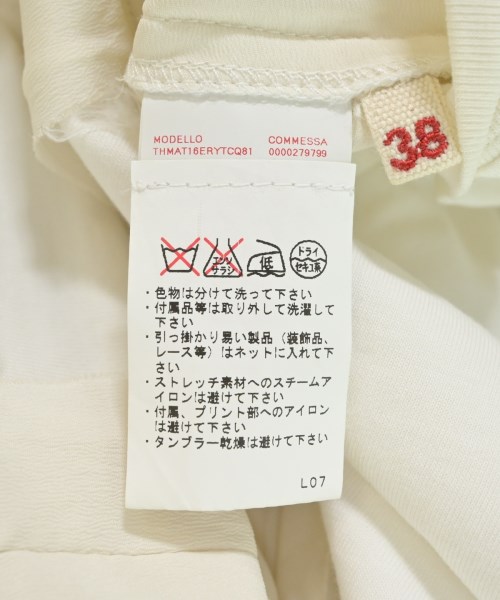 MODELLO COMMESSA
THMAT16ERYTCQ81 0000279799
38
エンソ
サラシ
低
ドライ
セキユ系
・色物は分けて洗って下さい
・付属品等は取り外して洗濯して
下さい
・引っ掛かり易い製品（装飾品、
レース等）はネットに入れて下
さい
・ストレッチ素材へのスチームア
イロンは避けて下さい
・付属、プリント部へのアイロン
は避けて下さい
・タンブラー乾燥は避けて下さい
L07